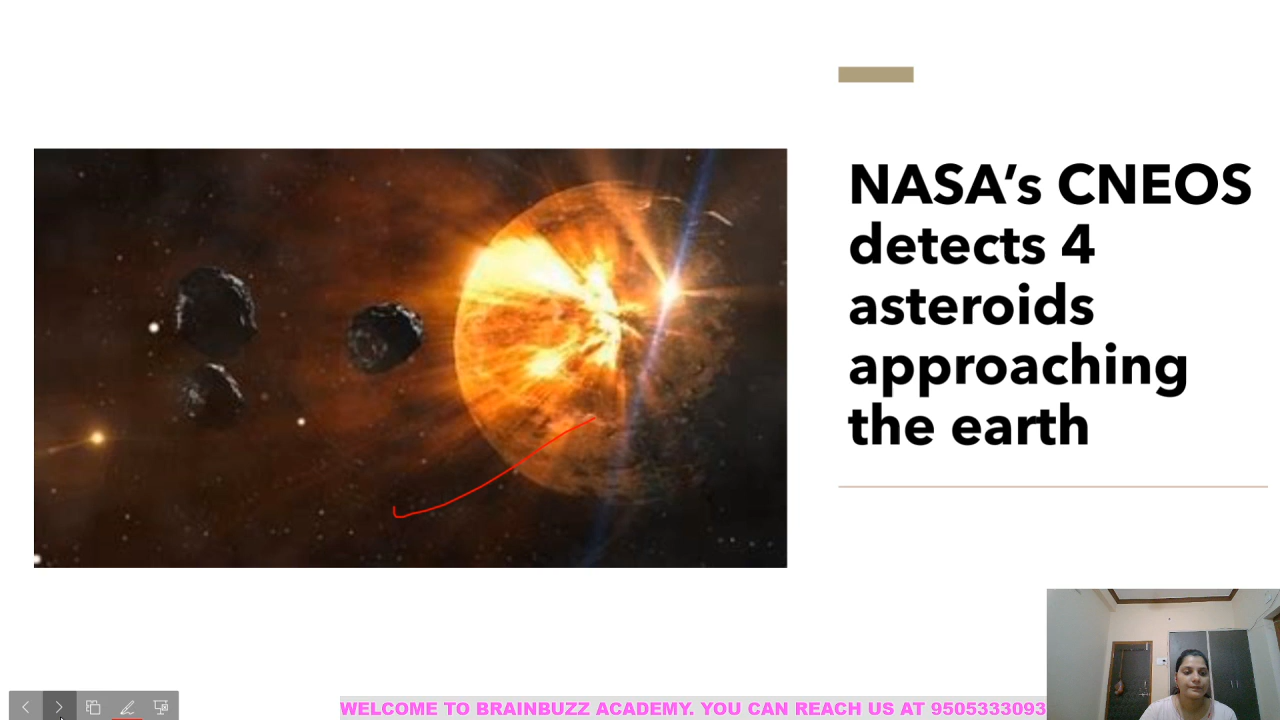 NASA’s CNEOS
detects 4
asteroids
approaching
the earth
WELCOME TO BRAINBUZZ ACADEMY. YOU CAN REACH US AT 9505333093